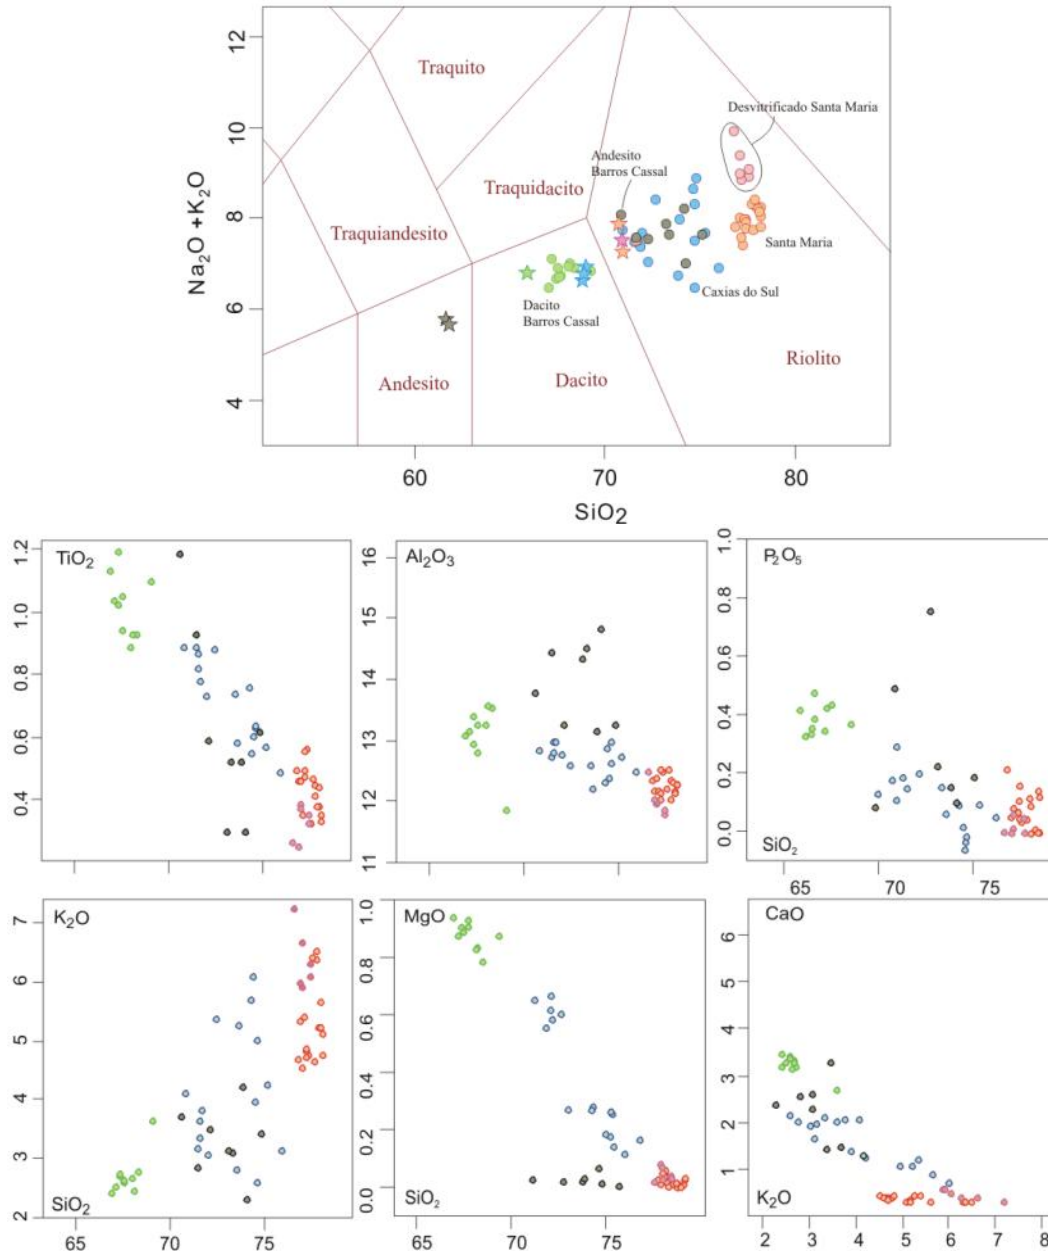 12
10
8
6
4
Na₂O +K₂O
Traquito
Desvitrificado Santa Maria
Andesito
Barros Cassal
Traquidacito
Traquiandesito
Santa Maria
Caxias do Sul
Dacito
Barros Cassal
Riolito
Andesito
Dacito
60
70
80
SiO₂
TiO₂
1.2
1.0
0.8
0.6
0.4
Al₂O₃
16
15
14
13
12
11
P₂O₅
1.0
0.8
0.6
0.4
0.2
0.0
SiO₂
65
70
75
K₂O
7
6
5
4
3
2
SiO₂
65
70
75
MgO
1.0
0.8
0.6
0.4
0.2
0.0
SiO₂
65
70
75
CaO
6
5
4
3
2
1
K₂O
2
3
4
5
6
7
8